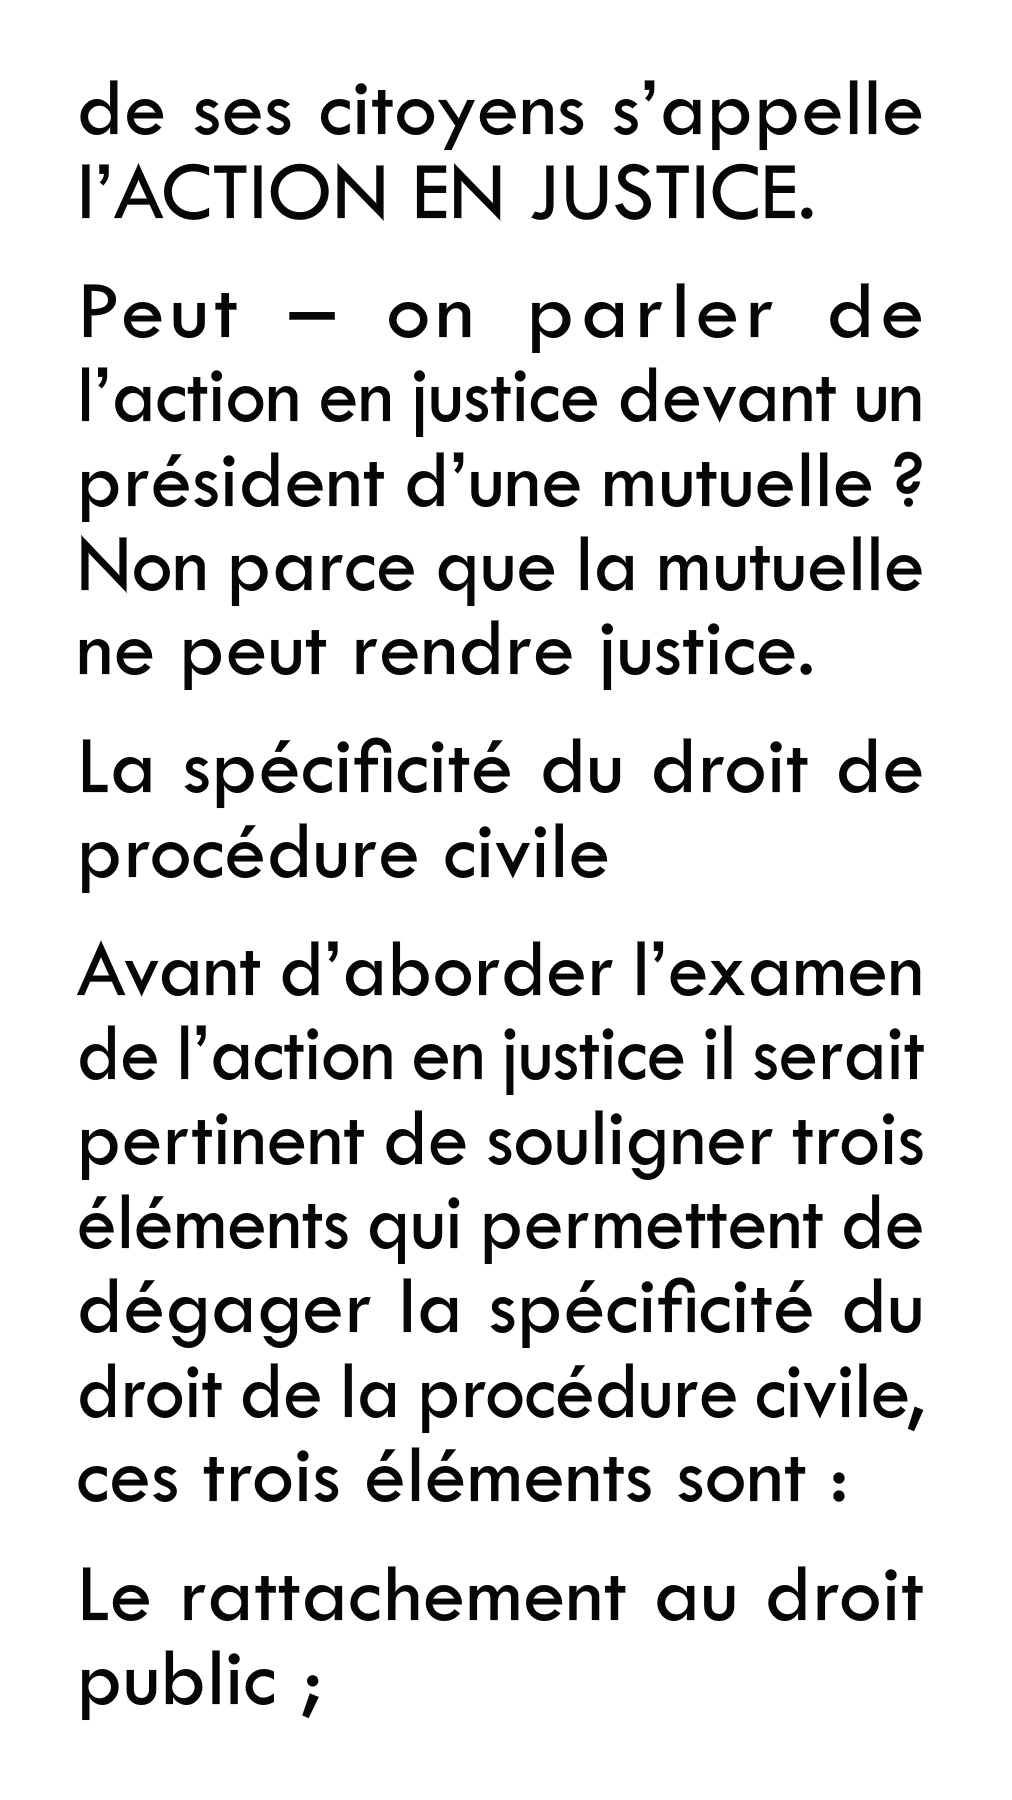 de ses citoyens s’appelle
l’ACTION EN JUSTICE.
Peut – on parler de
l’action en justice devant un
président d’une mutuelle ?
Non parce que la mutuelle
ne peut rendre justice.
La spécificité du droit de
procédure civile
Avant d’aborder l’examen
de l’action en justice il serait
pertinent de souligner trois
éléments qui permettent de
dégager la spécificité du
droit de la procédure civile,
ces trois éléments sont :
Le rattachement au droit
public ;